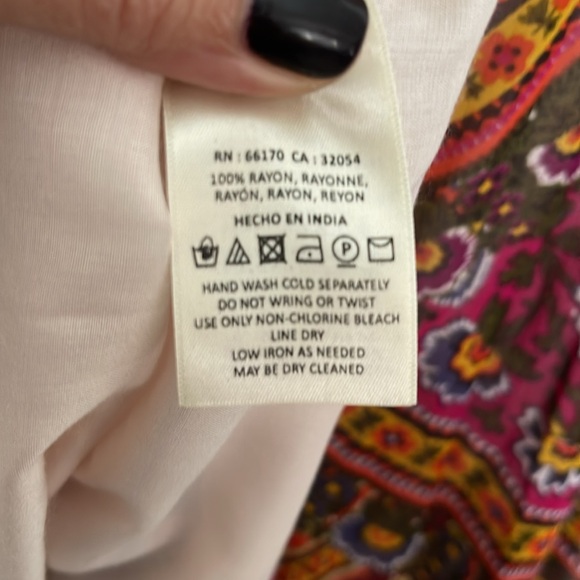 RN : 66170 CA : 32054
100% RAYON, RAYONNE,
RAYÓN, RAYON, REYON
HECHO EN INDIA
P
HAND WASH COLD SEPARATELY
DO NOT WRING OR TWIST
USE ONLY NON-CHLORINE BLEACH
LINE DRY
LOW IRON AS NEEDED
MAY BE DRY CLEANED